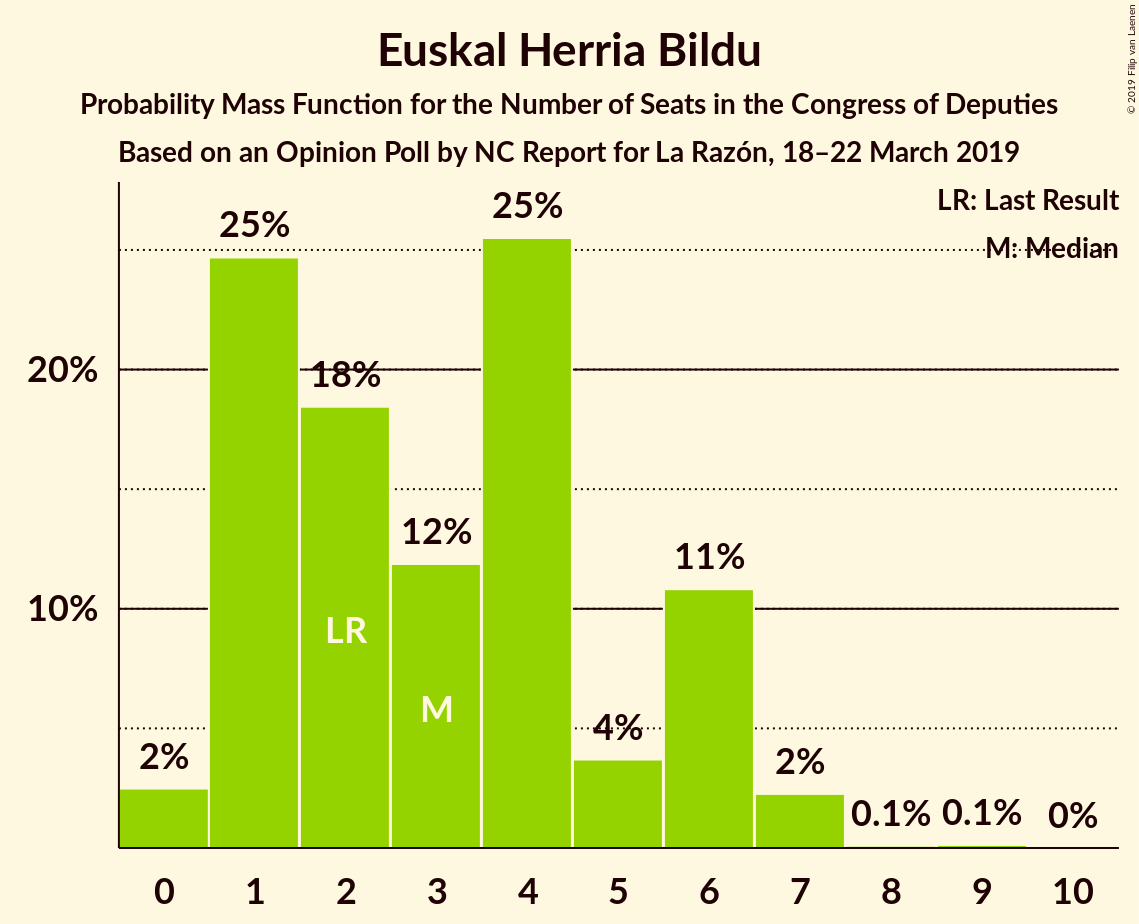 Euskal Herria Bildu
Probability Mass Function for the Number of Seats in the Congress of Deputies
Based on an Opinion Poll by NC Report for La Razón, 18–22 March 2019
© 2019 Filip van Laenen
LR: Last Result
M: Median
25%
25%
20%
18%
12%
11%
10%
LR
M
4%
2%
2%
0.1%
0.1%
0%
0 1 2 3 4 5 6 7 8 9 10